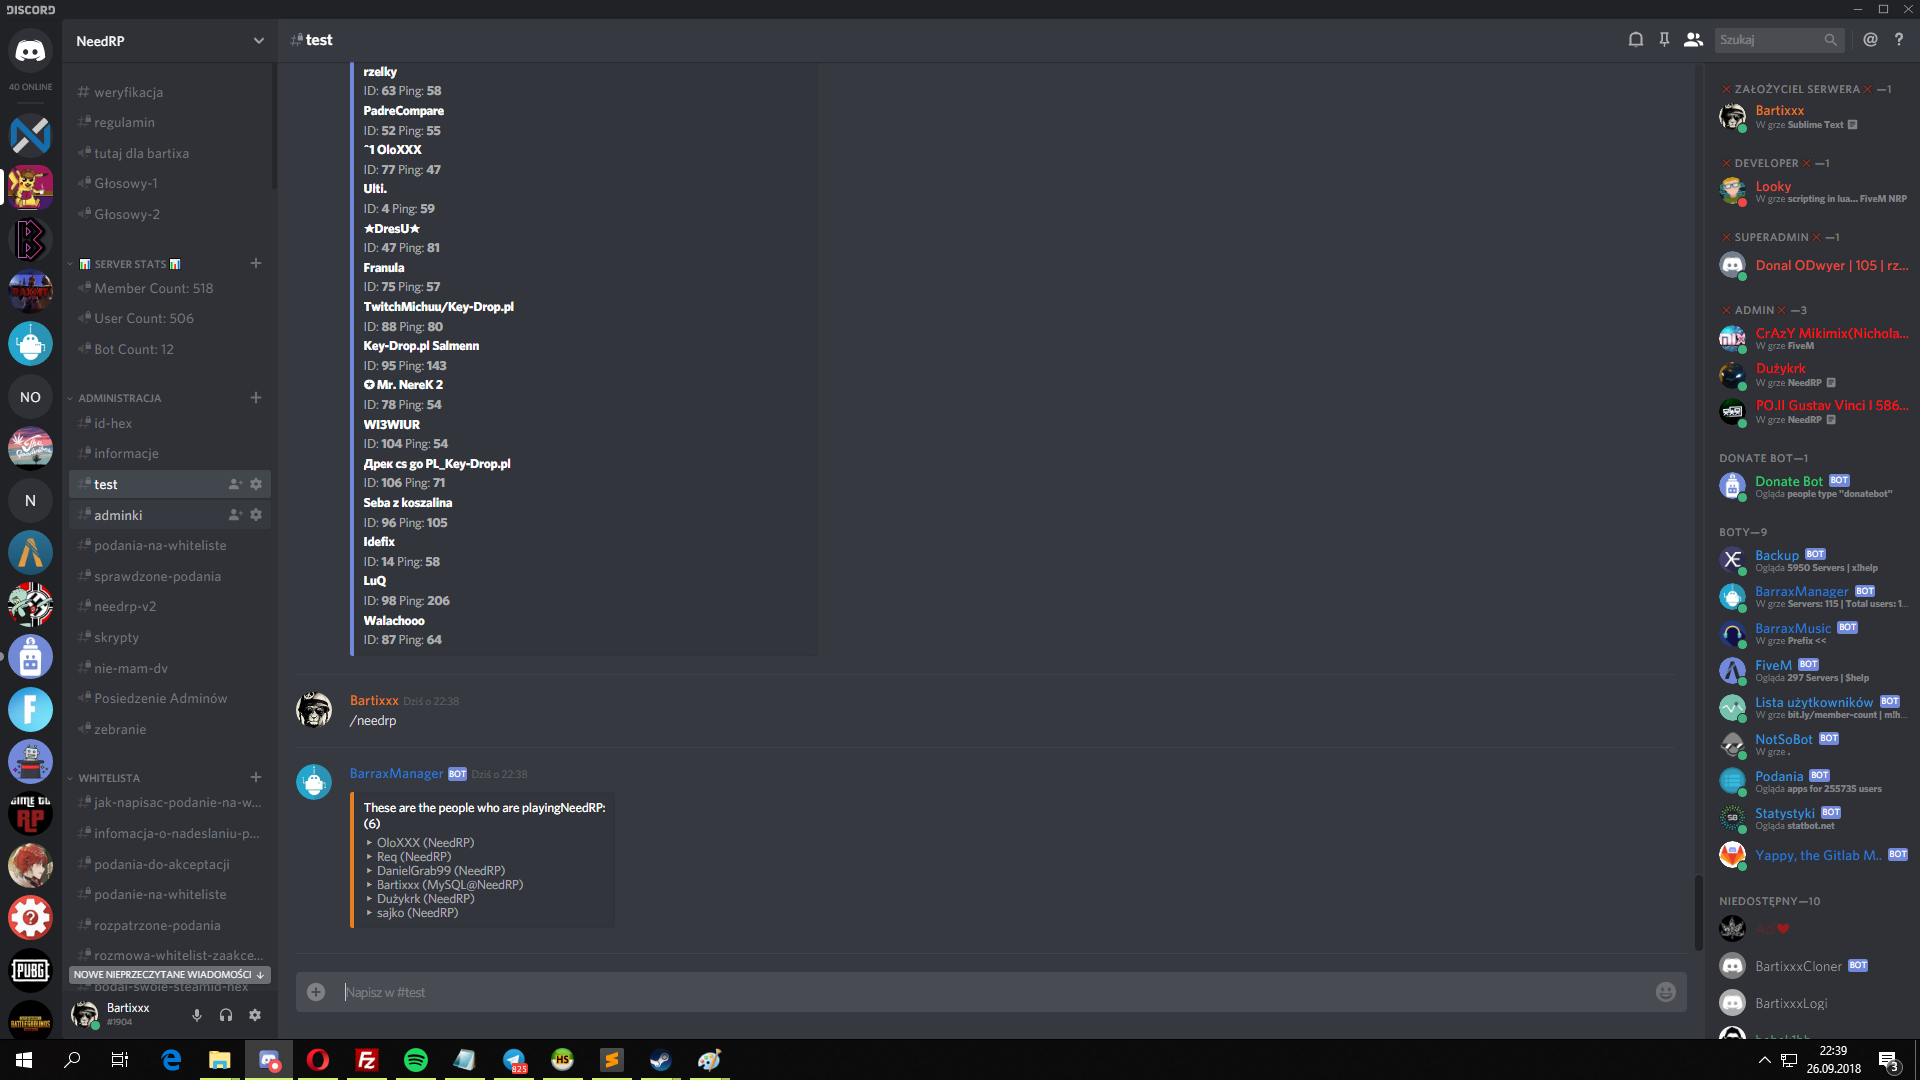 DISCORD
40 ONLINE
NO
N
GIME TO
RP
PUBG
BATTLEGROUNDS
NeedRP
weryfikacja
regulamin
tutaj dla bartixa
Głosowy-1
Głosowy-2
SERVER STATS
Member Count: 518
User Count: 506
Bot Count: 12
ADMINISTRACJA
id-hex
informacje
test
adminki
podania-na-whiteliste
sprawdzone-podania
needrp-v2
skrypty
nie-mam-dv
Posiedzenie Adminów
zebranie
WHITELISTA
jak-napisac-podanie-na-w...
infomacja-o-nadeslaniu-p...
podania-do-akceptacji
podanie-na-whiteliste
rozpatrzone-podania
rozmowa-whitelist-zaakce...
NOWE NIEPRZECZYTANE WIADOMOŚCI ↓
podaj-swoje-steamid-hex
Bartixxx
#1904
test
Szukaj
rzelky
ID: 63 Ping: 58
PadreCompare
ID: 52 Ping: 55
^1 OloXXX
ID: 77 Ping: 47
Ulti.
ID: 4 Ping: 59
★DresU★
ID: 47 Ping: 81
Franula
ID: 75 Ping: 57
TwitchMichuu/Key-Drop.pl
ID: 88 Ping: 80
Key-Drop.pl Salmenn
ID: 95 Ping: 143
✪ Mr. NereK 2
ID: 78 Ping: 54
WI3WIUR
ID: 104 Ping: 54
Дрек cs go PL_Key-Drop.pl
ID: 106 Ping: 71
Seba z koszalina
ID: 96 Ping: 105
Idefix
ID: 14 Ping: 58
LuQ
ID: 98 Ping: 206
Walachooo
ID: 87 Ping: 64
Bartixxx Dziś o 22:38
/needrp
BarraxManager BOT Dziś o 22:38
These are the people who are playingNeedRP:
(6)
‣ OloXXX (NeedRP)
‣ Req (NeedRP)
‣ DanielGrab99 (NeedRP)
‣ Bartixxx (MySQL@NeedRP)
‣ Dużykrk (NeedRP)
‣ sajko (NeedRP)
Napisz w #test
❌ ZAŁOŻYCIEL SERWERA ❌ —1
Bartixxx
W grze Sublime Text
❌ DEVELOPER ❌ —1
Looky
W grze scripting in lua... FiveM NRP
❌ SUPERADMIN ❌ —1
Donal ODwyer | 105 | rz...
❌ ADMIN ❌ —3
CrAzY Mikimix(Nichola...
W grze FiveM
Dużykrk
W grze NeedRP
PO.II Gustav Vinci I 586...
W grze NeedRP
DONATE BOT—1
Donate Bot BOT
Ogląda people type "donatebot"
BOTY—9
Backup BOT
Ogląda 5950 Servers | x!help
BarraxManager BOT
W grze Servers: 115 | Total users: 1...
BarraxMusic BOT
W grze Prefix <<
FiveM BOT
Ogląda 297 Servers | $help
Lista użytkowników BOT
W grze bit.ly/member-count | m!h...
NotSoBot BOT
W grze .
Podania BOT
Ogląda apps for 255735 users
Statystyki BOT
Ogląda statbot.net
Yappy, the Gitlab M... BOT
NIEDOSTĘPNY—10
BartixxxCloner BOT
BartixxxLogi
825
22:39
26.09.2018
3